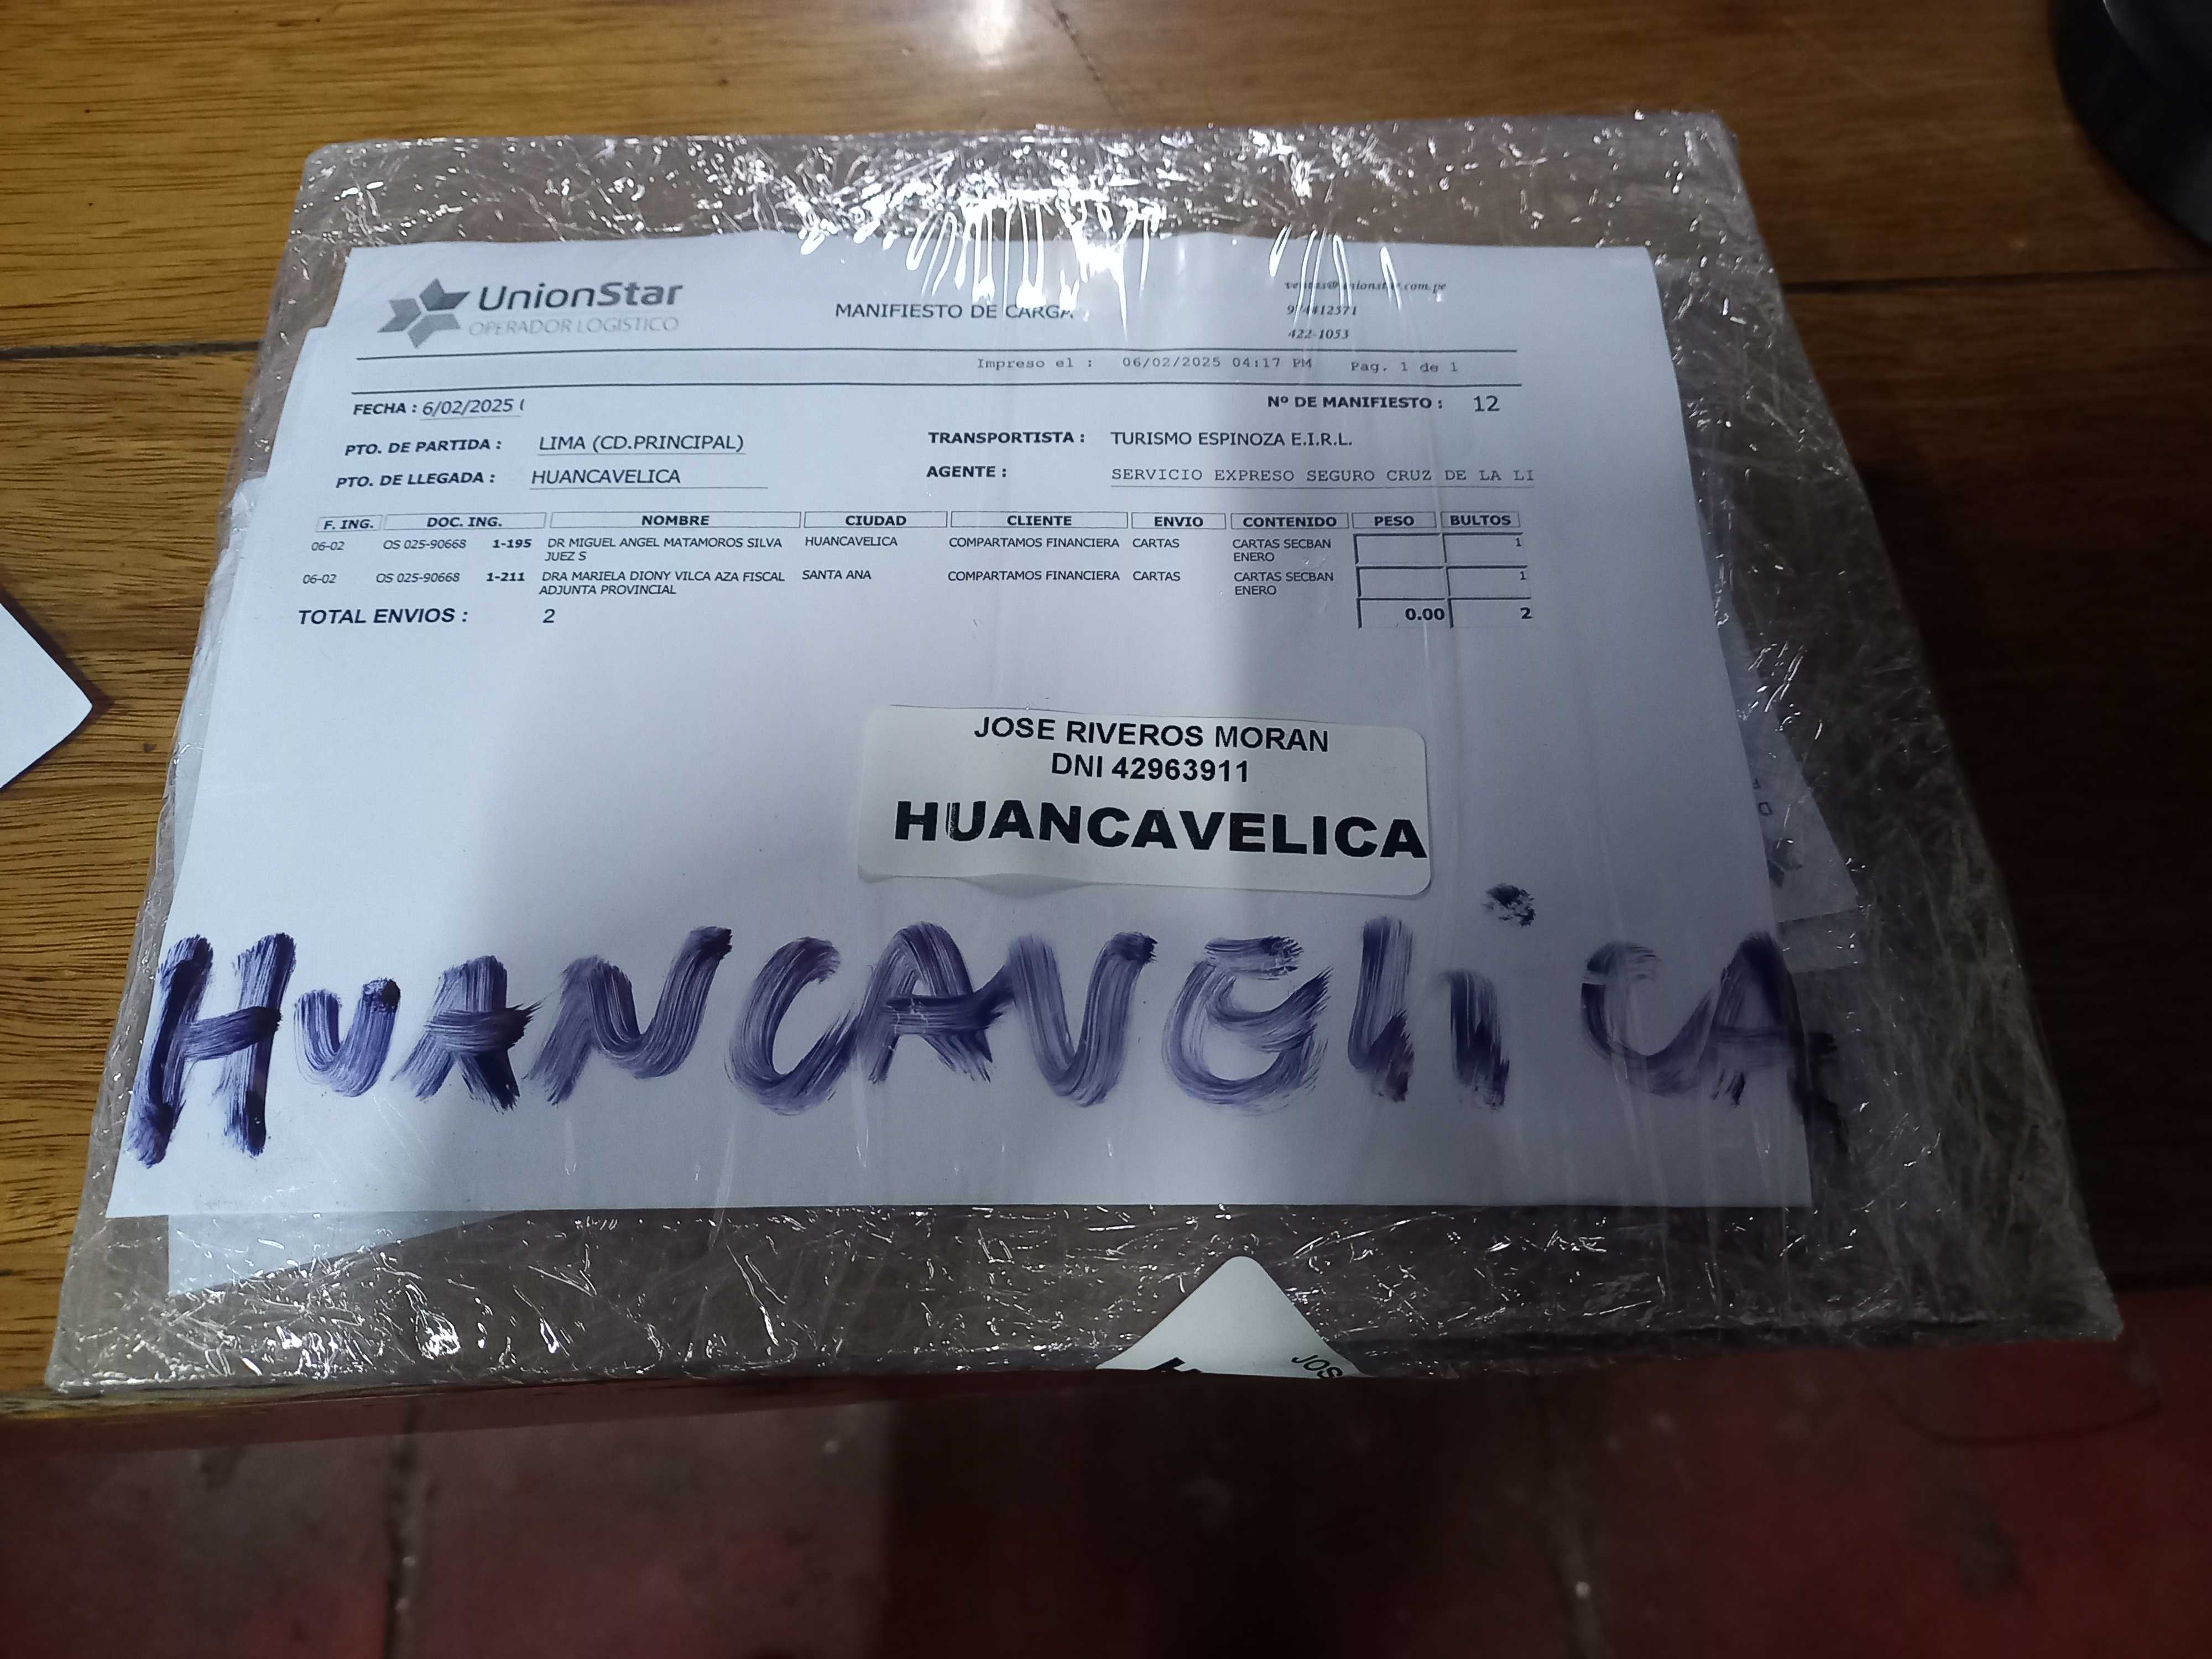 UnionStar
OPERADOR LOGÍSTICO
MANIFIESTO DE CARGA
422-1053
Impreso el : 06/02/2025 04:17 PM Pag. 1 de 1
FECHA : 6/02/2025 (
Nº DE MANIFIESTO : 12
PTO. DE PARTIDA : LIMA (CD.PRINCIPAL) TRANSPORTISTA : TURISMO ESPINOZA E.I.R.L.
PTO. DE LLEGADA : HUANCAVELICA AGENTE : SERVICIO EXPRESO SEGURO CRUZ DE LA LI
F. ING. DOC. ING. NOMBRE CIUDAD CLIENTE ENVIO CONTENIDO PESO BULTOS
06-02 OS 025-90668 1-195 DR MIGUEL ANGEL MATAMOROS SILVA HUANCAVELICA COMPARTAMOS FINANCIERA CARTAS CARTAS SECBAN 1
JUEZ S ENERO
06-02 OS 025-90668 1-211 DRA MARIELA DIONY VILCA AZA FISCAL SANTA ANA COMPARTAMOS FINANCIERA CARTAS CARTAS SECBAN 1
ADJUNTA PROVINCIAL ENERO
TOTAL ENVIOS : 2 0.00 2
JOSE RIVEROS MORAN
DNI 42963911
HUANCAVELICA
HUANCAVEliCA
JOS